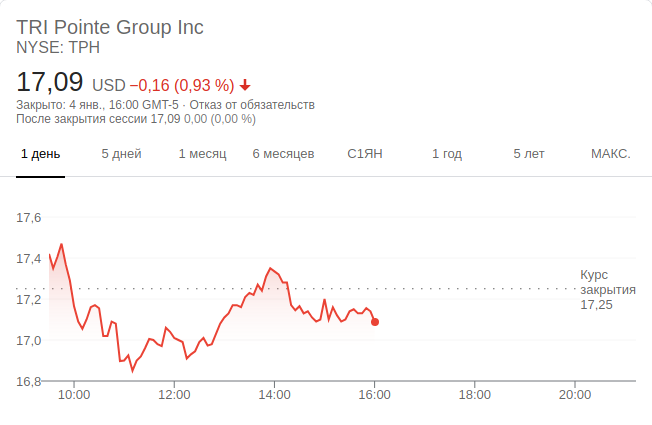 TRI Pointe Group Inc
NYSE: TPH
17,09 USD −0,16 (0,93 %)
Закрыто: 4 янв., 16:00 GMT-5 · Отказ от обязательств
После закрытия сессии 17,09 0,00 (0,00 %)
1 день 5 дней 1 месяц 6 месяцев С1ЯН 1 год 5 лет МАКС.
17,6
17,4
Курс
закрытия
17,25
17,2
17,0
16,8
10:00 12:00 14:00 16:00 18:00 20:00